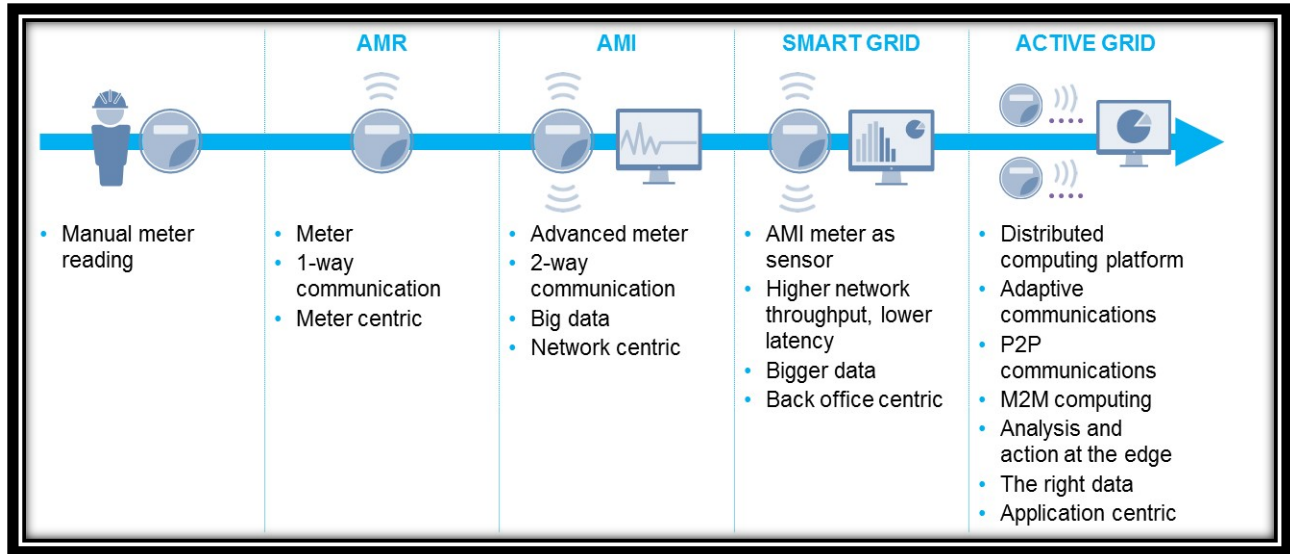 AMR
AMI
SMART GRID
ACTIVE GRID
• Manual meter
reading
• Meter
• 1-way
communication
• Meter centric
• Advanced meter
• 2-way
communication
• Big data
• Network centric
• AMI meter as
sensor
• Higher network
throughput, lower
latency
• Bigger data
• Back office centric
• Distributed
computing platform
• Adaptive
communications
• P2P
communications
• M2M computing
• Analysis and
action at the edge
• The right data
• Application centric